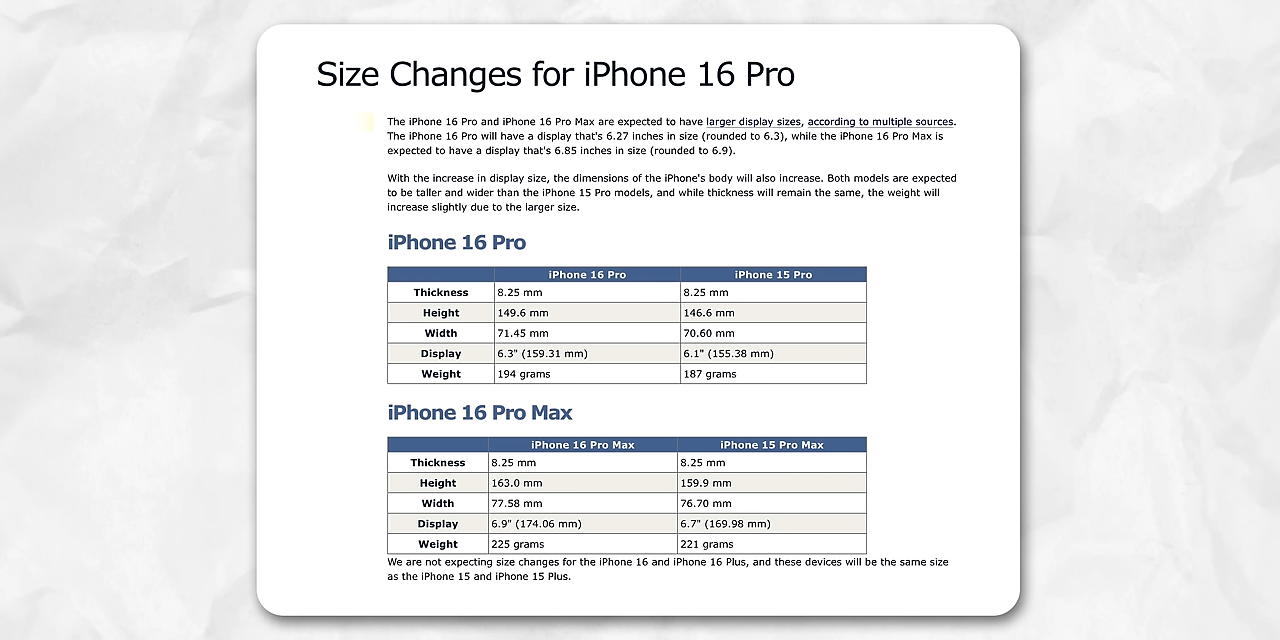 Size Changes for iPhone 16 Pro
The iPhone 16 Pro and iPhone 16 Pro Max are expected to have larger display sizes, according to multiple sources.
The iPhone 16 Pro will have a display that's 6.27 inches in size (rounded to 6.3), while the iPhone 16 Pro Max is
expected to have a display that's 6.85 inches in size (rounded to 6.9).
With the increase in display size, the dimensions of the iPhone's body will also increase. Both models are expected
to be taller and wider than the iPhone 15 Pro models, and while thickness will remain the same, the weight will
increase slightly due to the larger size.
iPhone 16 Pro
iPhone 16 Pro iPhone 15 Pro
Thickness 8.25 mm 8.25 mm
Height 149.6 mm 146.6 mm
Width 71.45 mm 70.60 mm
Display 6.3" (159.31 mm) 6.1" (155.38 mm)
Weight 194 grams 187 grams
iPhone 16 Pro Max
iPhone 16 Pro Max iPhone 15 Pro Max
Thickness 8.25 mm 8.25 mm
Height 163.0 mm 159.9 mm
Width 77.58 mm 76.70 mm
Display 6.9" (174.06 mm) 6.7" (169.98 mm)
Weight 225 grams 221 grams
We are not expecting size changes for the iPhone 16 and iPhone 16 Plus, and these devices will be the same size
as the iPhone 15 and iPhone 15 Plus.